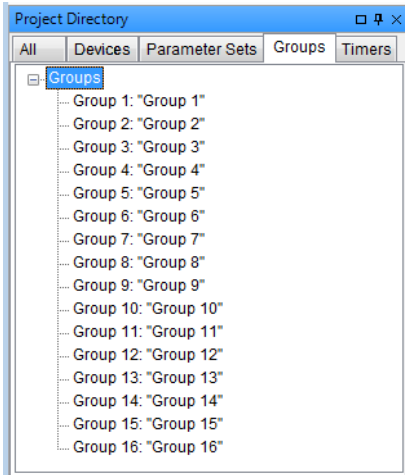 Project Directory
All Devices Parameter Sets Groups Timers
Groups
Group 1: "Group 1"
Group 2: "Group 2"
Group 3: "Group 3"
Group 4: "Group 4"
Group 5: "Group 5"
Group 6: "Group 6"
Group 7: "Group 7"
Group 8: "Group 8"
Group 9: "Group 9"
Group 10: "Group 10"
Group 11: "Group 11"
Group 12: "Group 12"
Group 13: "Group 13"
Group 14: "Group 14"
Group 15: "Group 15"
Group 16: "Group 16"